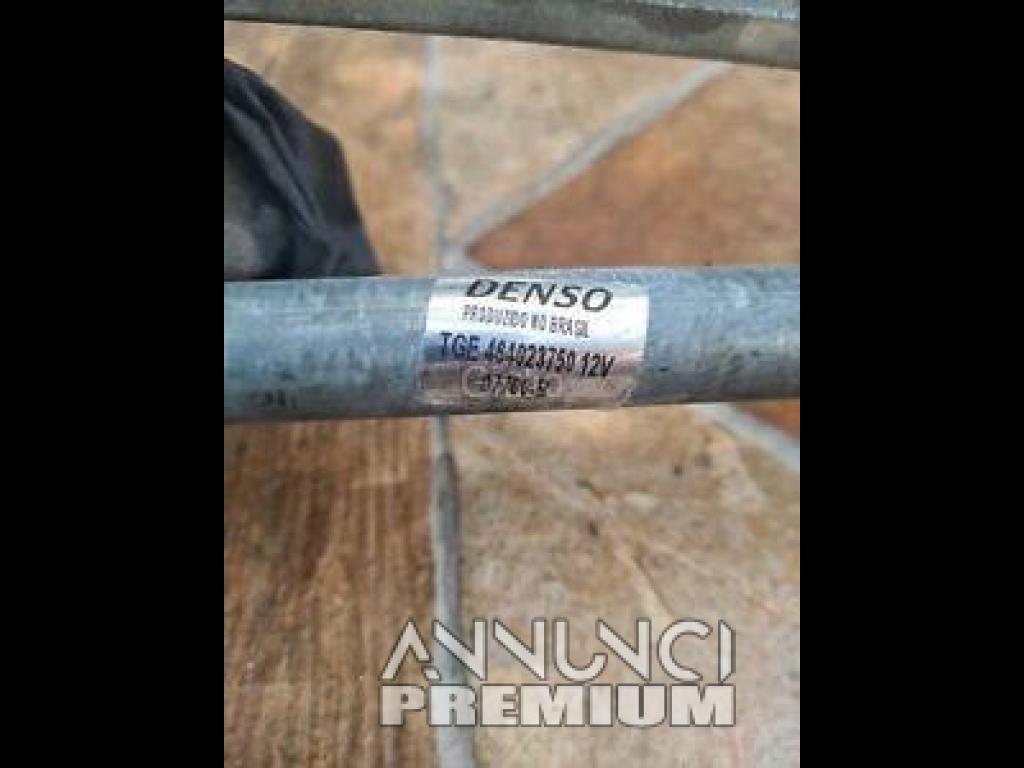 DENSO
PRODUZIDO NO BRASIL
TGE 484023750 12V
ANNUNCI
PREMIUM